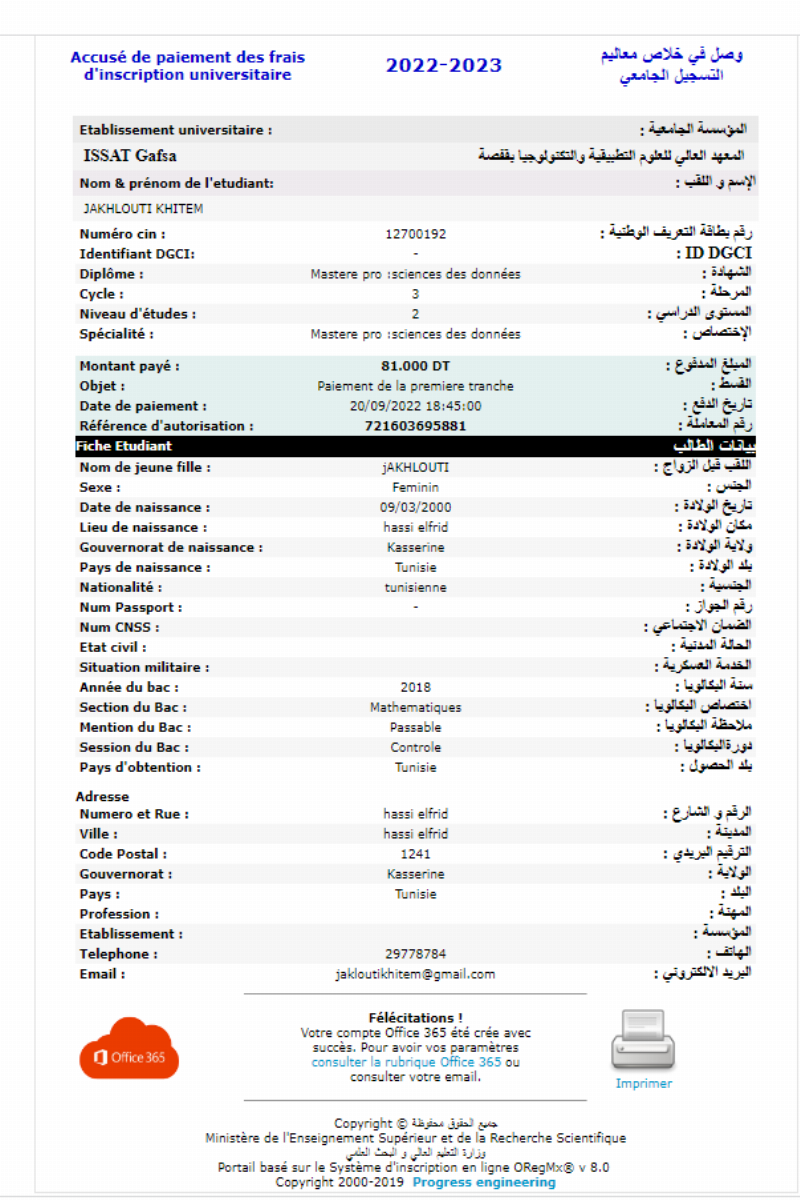 Accusé de paiement des frais d'inscription universitaire
2022-2023
وصل في خلاص معاليم التسجيل الجامعي
Etablissement universitaire : المؤسسة الجامعية :
ISSAT Gafsa المعهد العالي للعلوم التطبيقية والتكنولوجيا بقفصة
Nom & prénom de l'etudiant: الإسم و اللقب :
JAKHLOUTI KHITEM
Numéro cin : 12700192 رقم بطاقة التعريف الوطنية :
Identifiant DGCI: - ID DGCI :
Diplôme : Mastere pro :sciences des données الشهادة :
Cycle : 3 المرحلة :
Niveau d'études : 2 المستوى الدراسي :
Spécialité : Mastere pro :sciences des données الإختصاص :
Montant payé : 81.000 DT المبلغ المدفوع :
Objet : Paiement de la premiere tranche القسط :
Date de paiement : 20/09/2022 18:45:00 تاريخ الدفع :
Référence d'autorisation : 721603695881 رقم المعاملة :
Fiche Etudiant بيانات الطالب
Nom de jeune fille : jAKHLOUTI اللقب قبل الزواج :
Sexe : Feminin الجنس :
Date de naissance : 09/03/2000 تاريخ الولادة :
Lieu de naissance : hassi elfrid مكان الولادة :
Gouvernorat de naissance : Kasserine ولاية الولادة :
Pays de naissance : Tunisie بلد الولادة :
Nationalité : tunisienne الجنسية :
Num Passport : - رقم الجواز :
Num CNSS : الضمان الاجتماعي :
Etat civil : الحالة المدنية :
Situation militaire : الخدمة العسكرية :
Année du bac : 2018 سنة البكالويا :
Section du Bac : Mathematiques اختصاص البكالويا :
Mention du Bac : Passable ملاحظة البكالويا :
Session du Bac : Controle دورةالبكالويا :
Pays d'obtention : Tunisie بلد الحصول :
Adresse
Numero et Rue : hassi elfrid الرقم و الشارع :
Ville : hassi elfrid المدينة :
Code Postal : 1241 الترقيم البريدي :
Gouvernorat : Kasserine الولاية :
Pays : Tunisie البلد :
Profession : المهنة :
Etablissement : المؤسسة :
Telephone : 29778784 الهاتف :
Email : jakloutikhitem@gmail.com البريد الالكتروني :
Office 365
Félécitations !
Votre compte Office 365 été crée avec
succès. Pour avoir vos paramètres
consulter la rubrique Office 365 ou
consulter votre email.
Imprimer
Copyright © جميع الحقوق محفوظة
Ministère de l'Enseignement Supérieur et de la Recherche Scientifique
وزارة التعليم العالي و البحث العلمي
Portail basé sur le Système d'inscription en ligne ORegMx® v 8.0
Copyright 2000-2019 Progress engineering